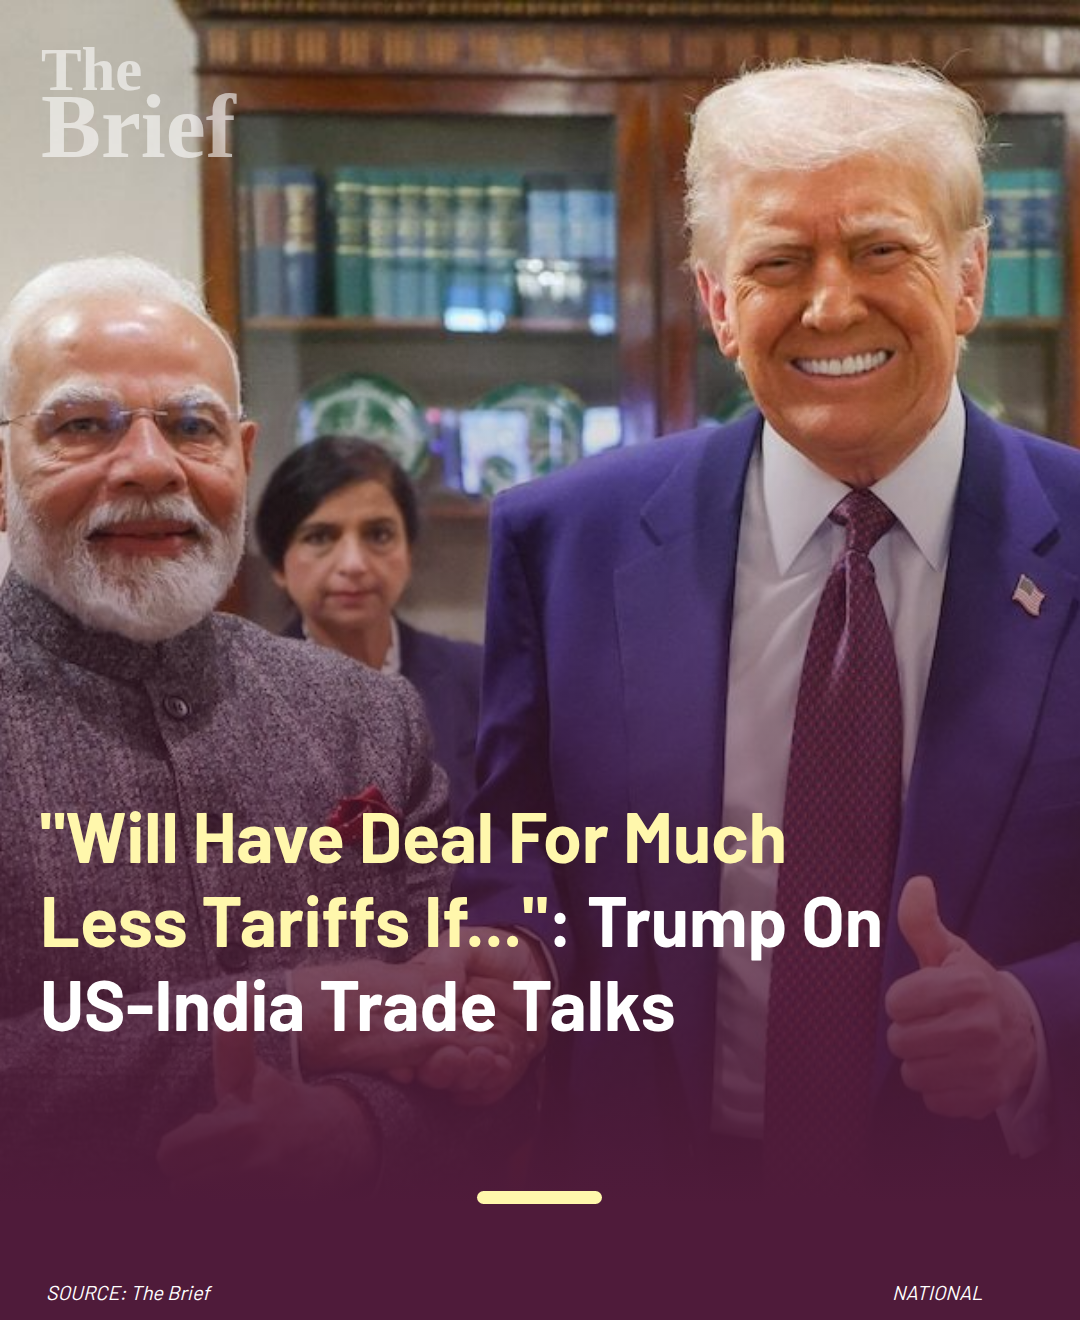 The
Brief
"Will Have Deal For Much
Less Tariffs If...": Trump On
US-India Trade Talks
SOURCE: The Brief
NATIONAL